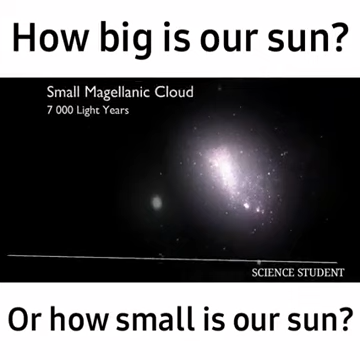 How big is our sun?
Small Magellanic Cloud
7 000 Light Years
SCIENCE STUDENT
Or how small is our sun?